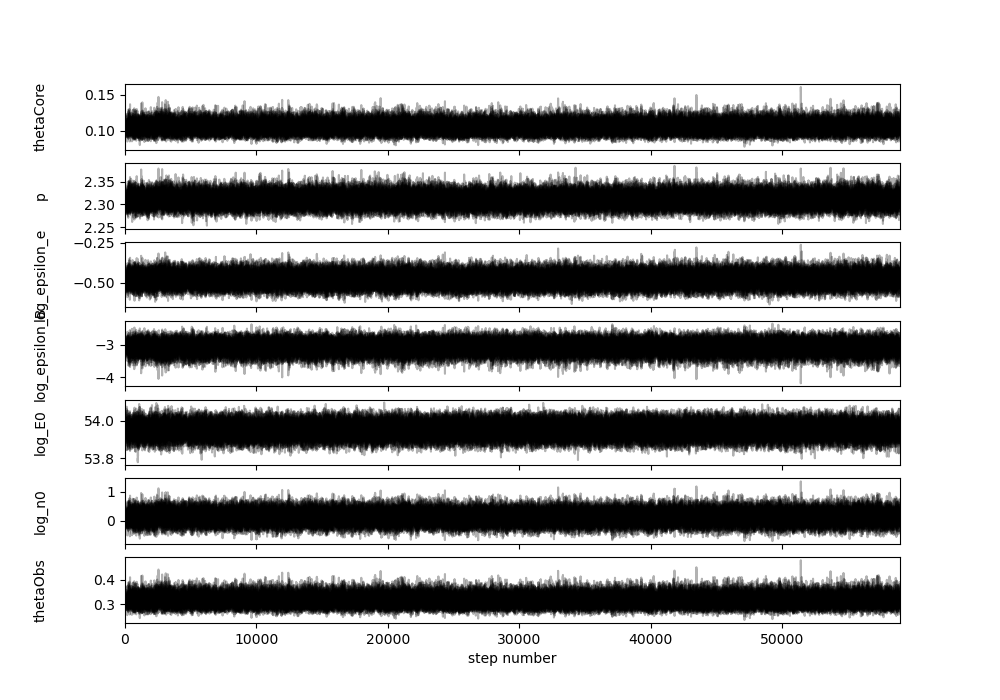 thetaCore
0.15
0.10
p
2.35
2.30
2.25
log_epsilon_e
−0.25
−0.50
log_epsilon_B
−3
−4
log_E0
54.0
53.8
log_n0
1
0
thetaObs
0.4
0.3
0 10000 20000 30000 40000 50000
step number